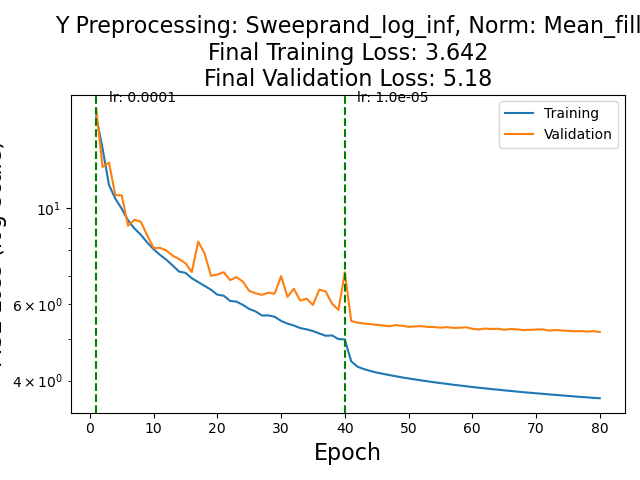 Y Preprocessing: Sweeprand_log_inf, Norm: Mean_fill
Final Training Loss: 3.642
Final Validation Loss: 5.18
lr: 0.0001
lr: 1.0e-05
Training
Validation
10¹
6 × 10⁰
4 × 10⁰
0 10 20 30 40 50 60 70 80
Epoch